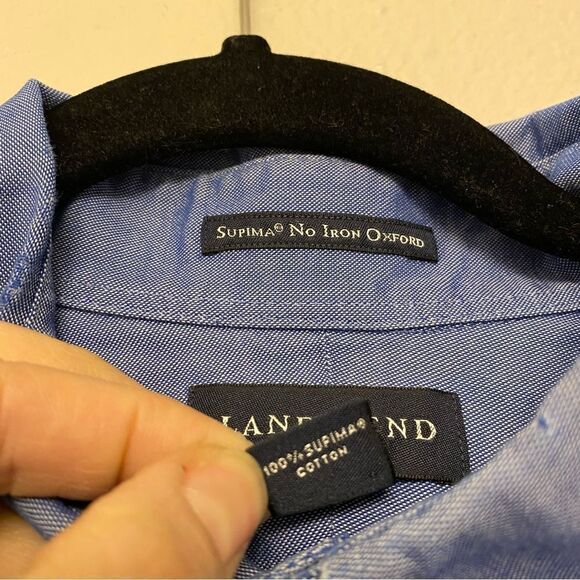 SUPIMA® NO IRON OXFORD
LAND END
100% SUPIMA®
COTTON